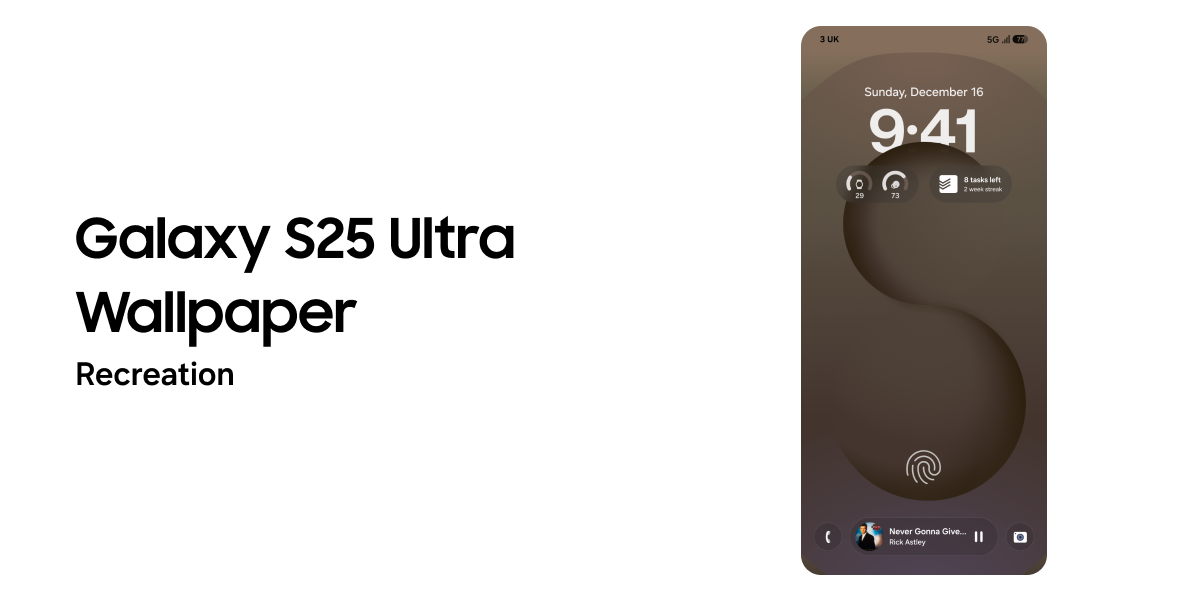 Galaxy S25 Ultra
Wallpaper
Recreation
3 UK
5G 77
Sunday, December 16
9:41
29
73
8 tasks left
2 week streak
Never Gonna Give...
Rick Astley